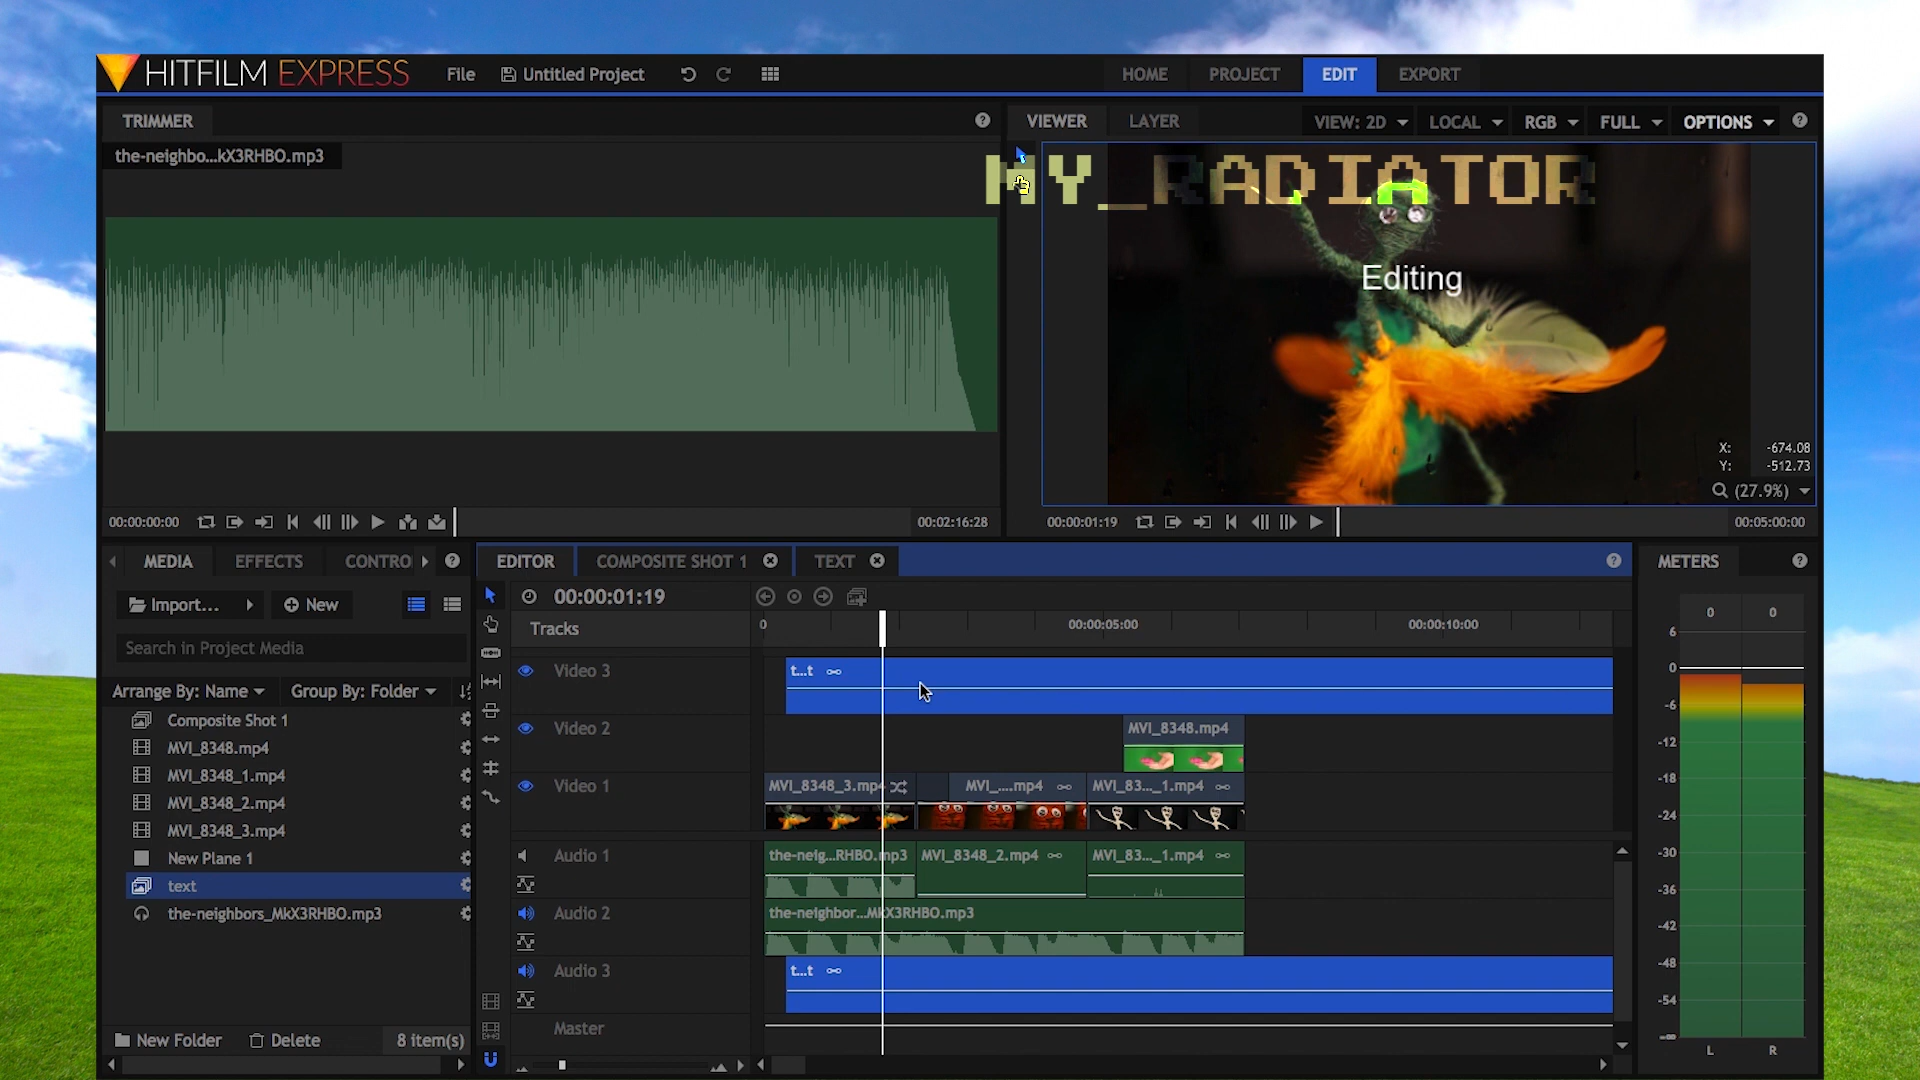 HITFILM EXPRESS
File
Untitled Project
HOME
PROJECT
EDIT
EXPORT
TRIMMER
VIEWER
LAYER
VIEW: 2D
LOCAL
RGB
FULL
OPTIONS
the-neighbo...kX3RHBO.mp3
MY_RADIATOR
Editing
X: -674.08
Y: -512.73
(27.9%)
00:00:00:00
00:02:16:28
00:00:01:19
00:05:00:00
MEDIA
EFFECTS
CONTRO
EDITOR
COMPOSITE SHOT 1
TEXT
METERS
Import...
New
00:00:01:19
Search in Project Media
Tracks
0
00:00:05:00
00:00:10:00
Arrange By: Name
Group By: Folder
Composite Shot 1
MVI_8348.mp4
MVI_8348_1.mp4
MVI_8348_2.mp4
MVI_8348_3.mp4
New Plane 1
text
the-neighbors_MkX3RHBO.mp3
New Folder
Delete
8 item(s)
Video 3
t...t
Video 2
MVI_8348.mp4
Video 1
MVI_8348_3.mp4
MVI_....mp4
MVI_83..._1.mp4
Audio 1
the-neig...RHBO.mp3
MVI_8348_2.mp4
MVI_83..._1.mp4
Audio 2
the-neighbor...MkX3RHBO.mp3
Audio 3
t...t
Master
0 0
6
0
-6
-12
-18
-24
-30
-36
-42
-48
-54
-∞
L R